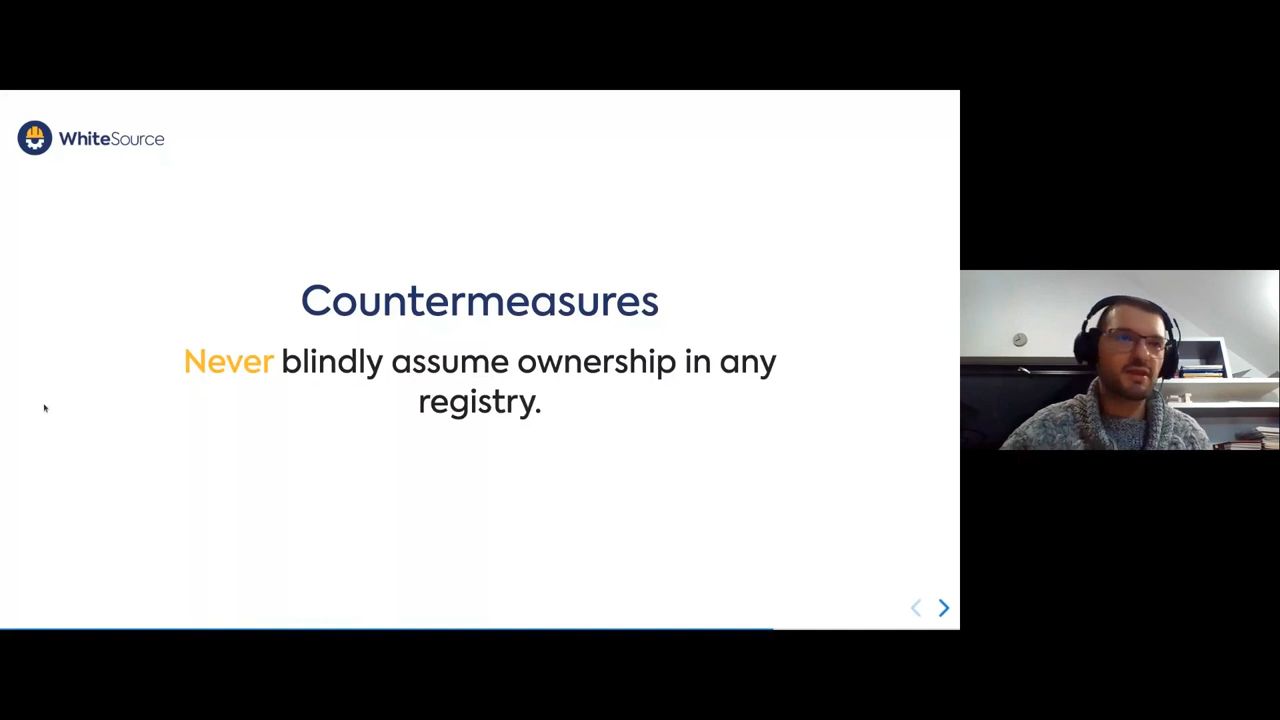 WhiteSource
Countermeasures
Never blindly assume ownership in any
registry.